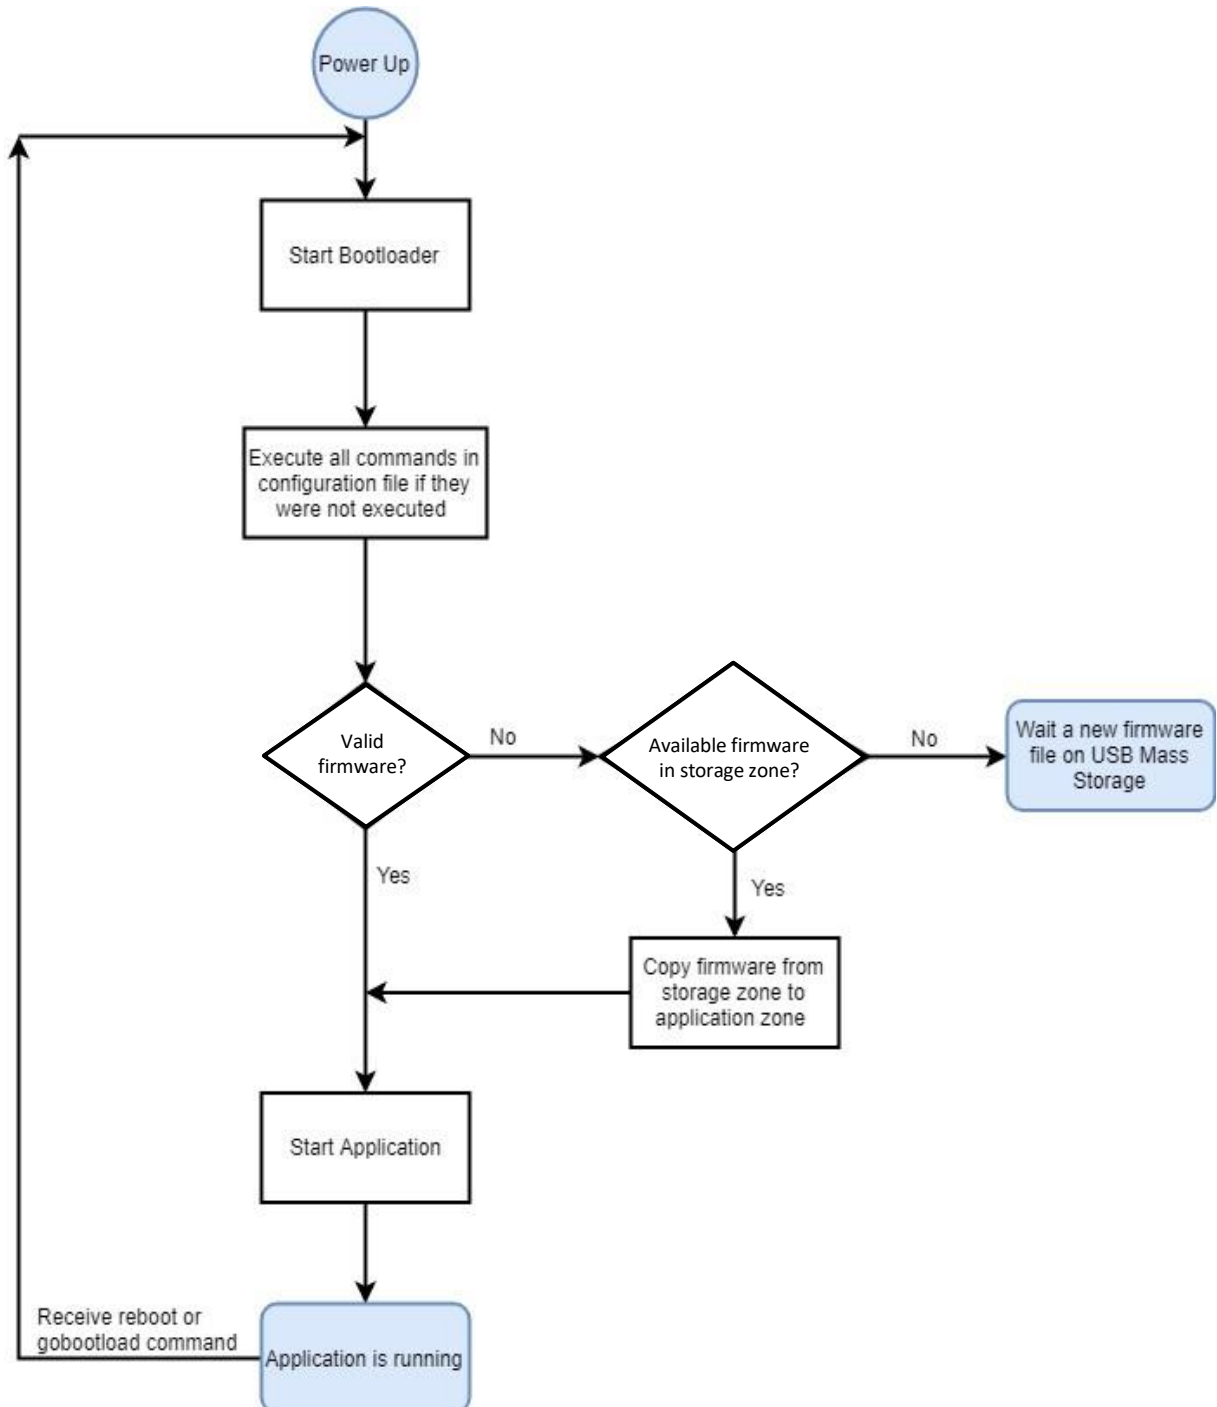 Power Up
Start Bootloader
Execute all commands in
configuration file if they
were not executed
Valid
firmware?
No
Available firmware
in storage zone?
No
Wait a new firmware
file on USB Mass
Storage
Yes
Yes
Copy firmware from
storage zone to
application zone
Start Application
Receive reboot or
gobootload command
Application is running